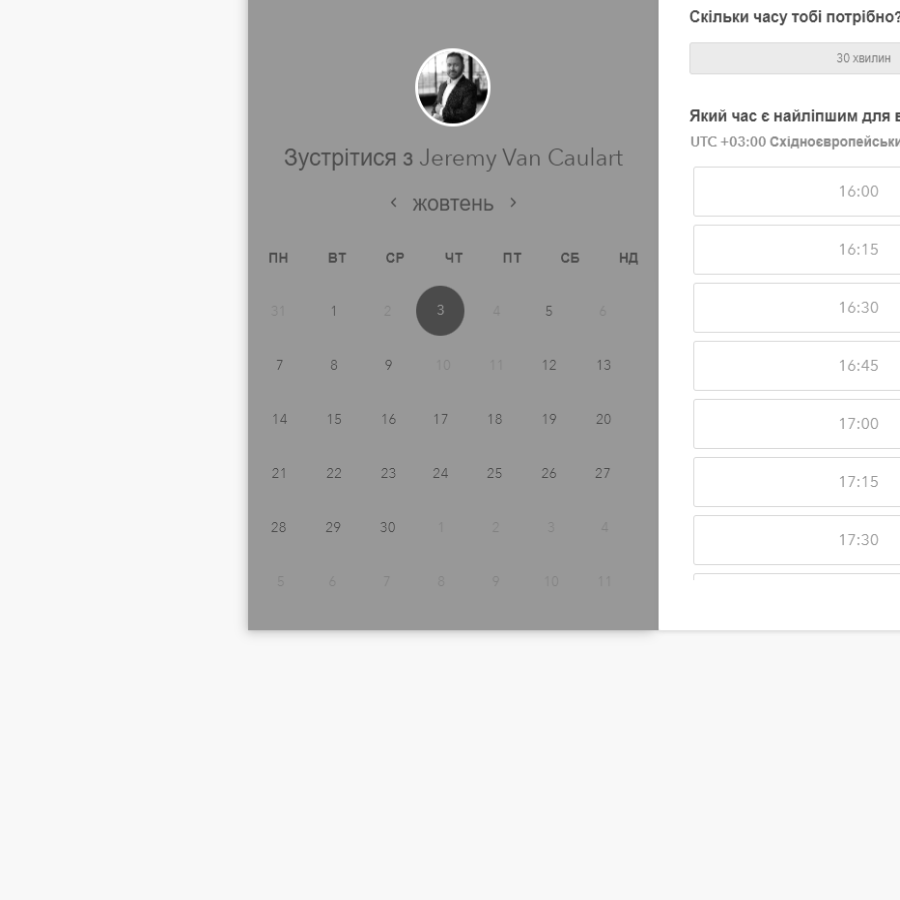 Зустрітися з Jeremy Van Caulart
‹ жовтень ›
ПН ВТ СР ЧТ ПТ СБ НД
31 1 2 3 4 5 6
7 8 9 10 11 12 13
14 15 16 17 18 19 20
21 22 23 24 25 26 27
28 29 30 1 2 3 4
5 6 7 8 9 10 11
Скільки часу тобі потрібно?
30 хвилин
Який час є найліпшим для в
UTC +03:00 Східноєвропейськи
16:00
16:15
16:30
16:45
17:00
17:15
17:30